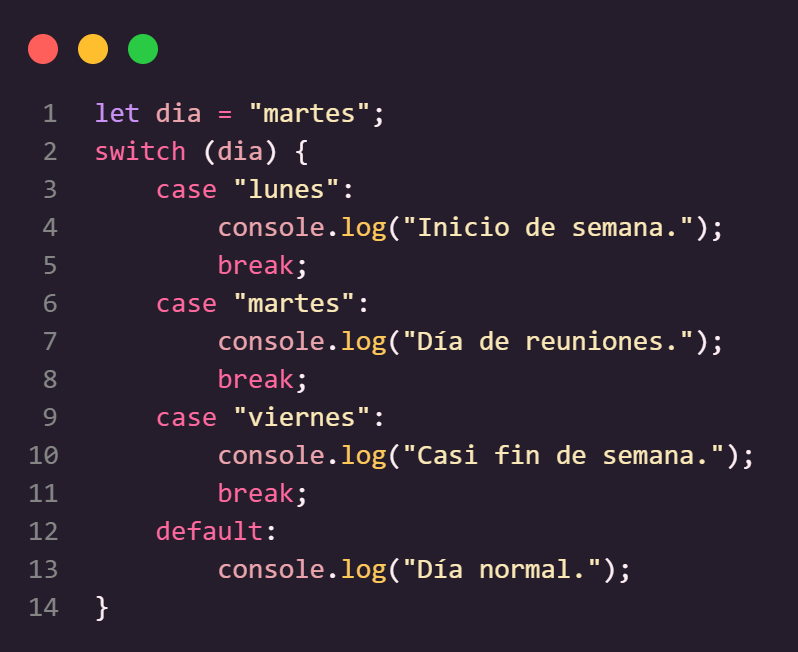 1 let dia = "martes";
2 switch (dia) {
3     case "lunes":
4         console.log("Inicio de semana.");
5         break;
6     case "martes":
7         console.log("Día de reuniones.");
8         break;
9     case "viernes":
10         console.log("Casi fin de semana.");
11         break;
12     default:
13         console.log("Día normal.");
14 }